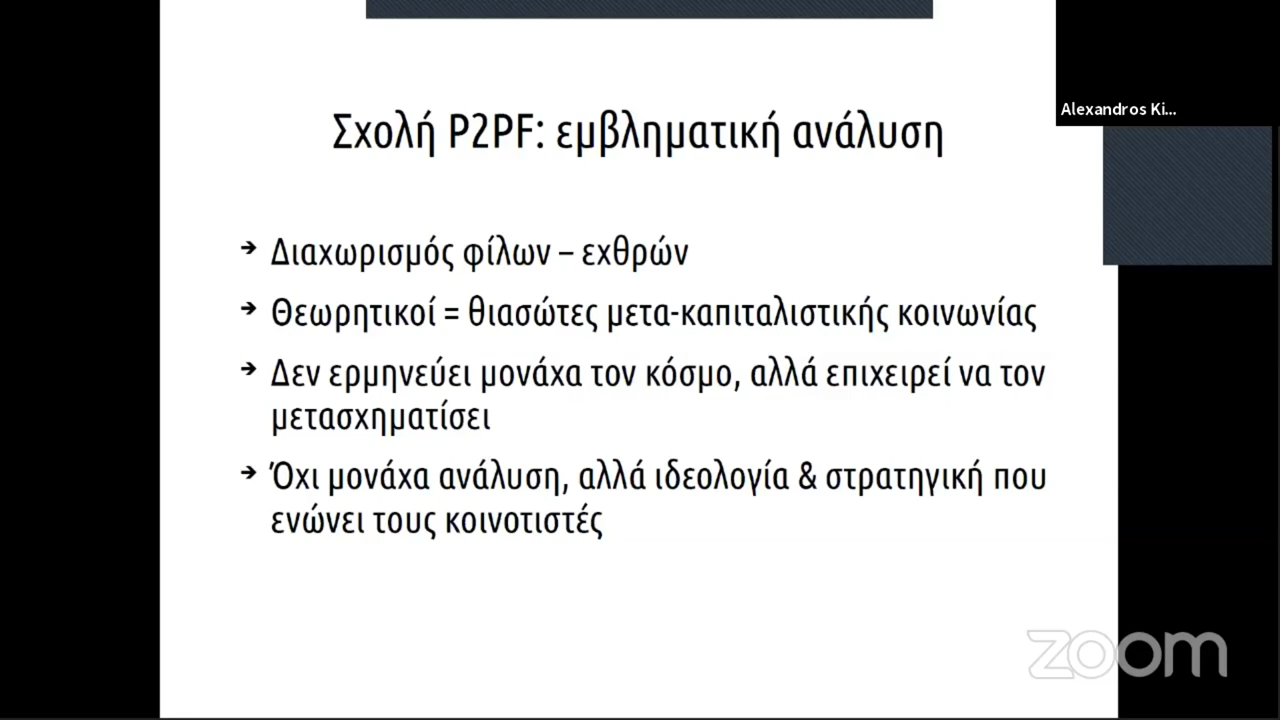 Σχολή P2PF: εμβληματική ανάλυση
Alexandros Ki...
➔ Διαχωρισμός φίλων – εχθρών
➔ Θεωρητικοί = θιασώτες μετα-καπιταλιστικής κοινωνίας
➔ Δεν ερμηνεύει μονάχα τον κόσμο, αλλά επιχειρεί να τον
μετασχηματίσει
➔ Όχι μονάχα ανάλυση, αλλά ιδεολογία & στρατηγική που
ενώνει τους κοινοτιστές
zoom